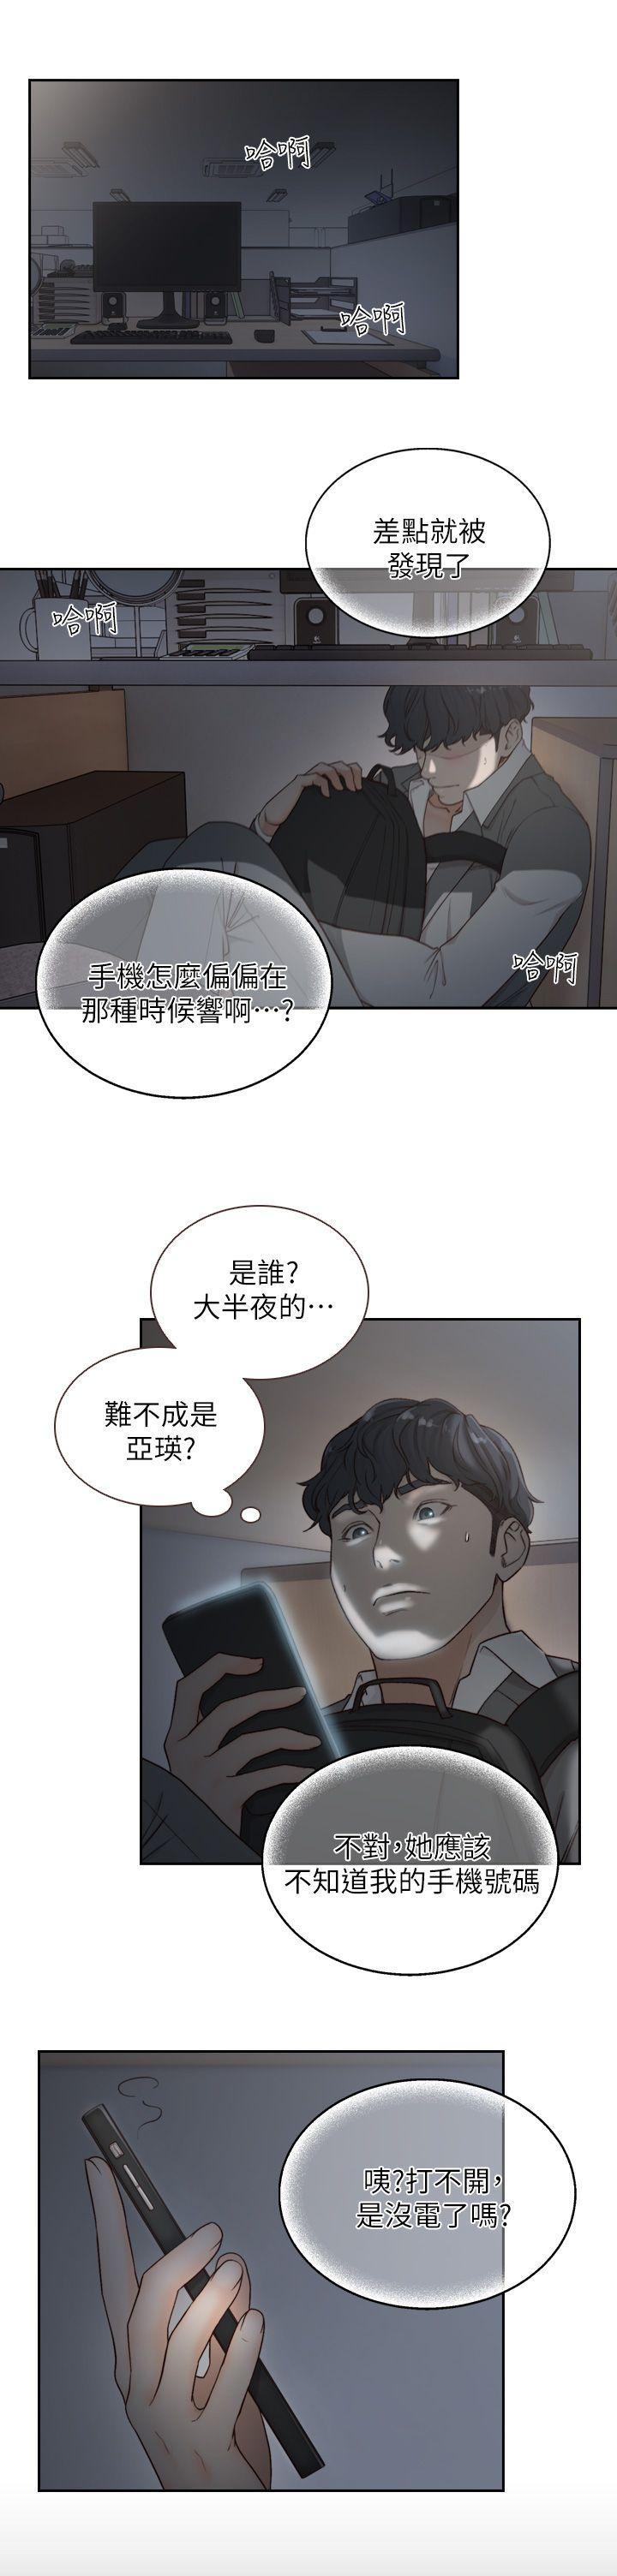 哈啊
哈啊
差點就被
發現了
哈啊
哈啊
手機怎麼偏偏在
那種時候響啊⋯?
是誰?
大半夜的⋯
難不成是
亞瑛?
不對，她應該
不知道我的手機號碼
咦?打不開，
是沒電了嗎?